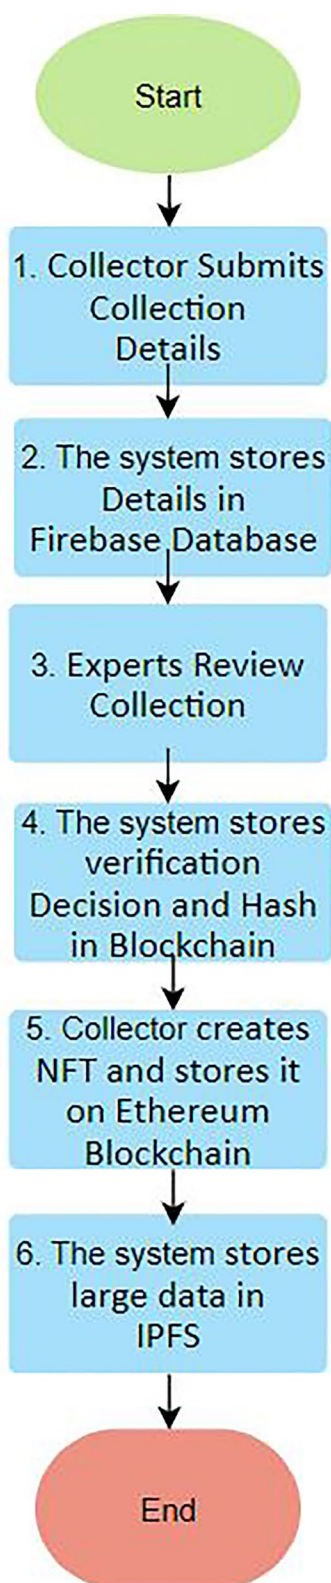 Start
1. Collector Submits
Collection
Details
2. The system stores
Details in
Firebase Database
3. Experts Review
Collection
4. The system stores
verification
Decision and Hash
in Blockchain
5. Collector creates
NFT and stores it
on Ethereum
Blockchain
6. The system stores
large data in
IPFS
End